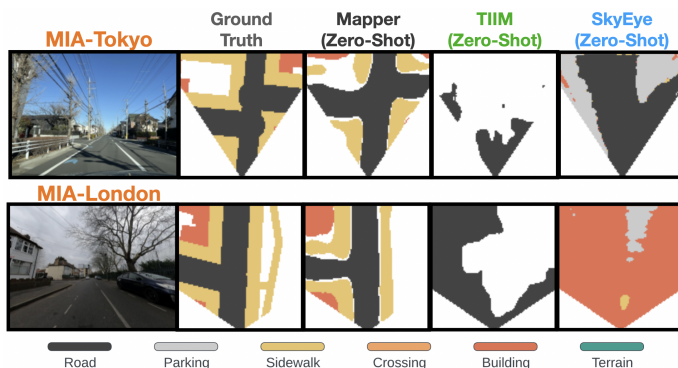 MIA-Tokyo
Ground
Truth
Mapper
(Zero-Shot)
TIIM
(Zero-Shot)
SkyEye
(Zero-Shot)
MIA-London
Road
Parking
Sidewalk
Crossing
Building
Terrain